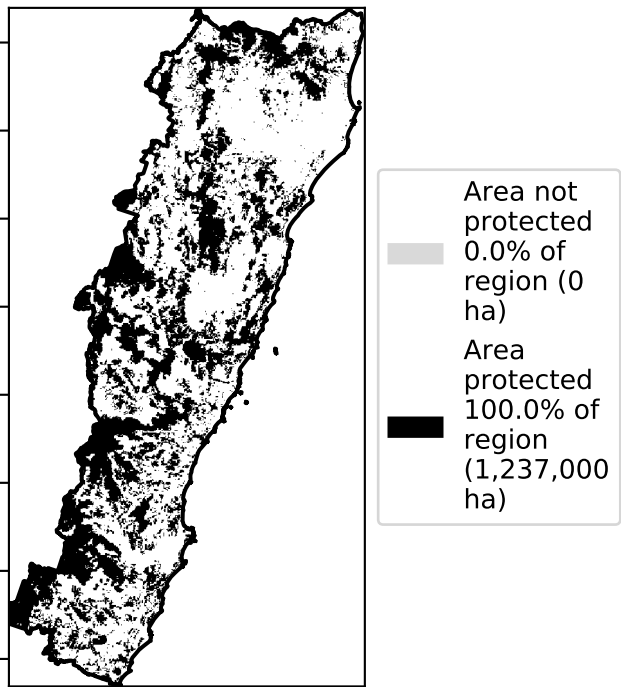 Area not
protected
0.0% of
region (0
ha)
Area
protected
100.0% of
region
(1,237,000
ha)